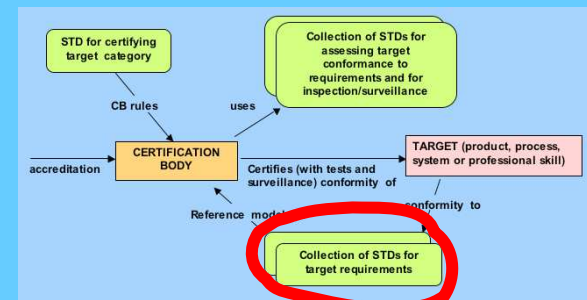 STD for certifying
target category
Collection of STDs for
assessing target
conformance to
requirements and for
inspection/surveillance
CB rules
uses
CERTIFICATION
BODY
TARGET (product, process,
system or professional skill)
accreditation
Certifies (with tests and
surveillance) conformity of
Reference mode
conformity to
Collection of STDs for
target requirements